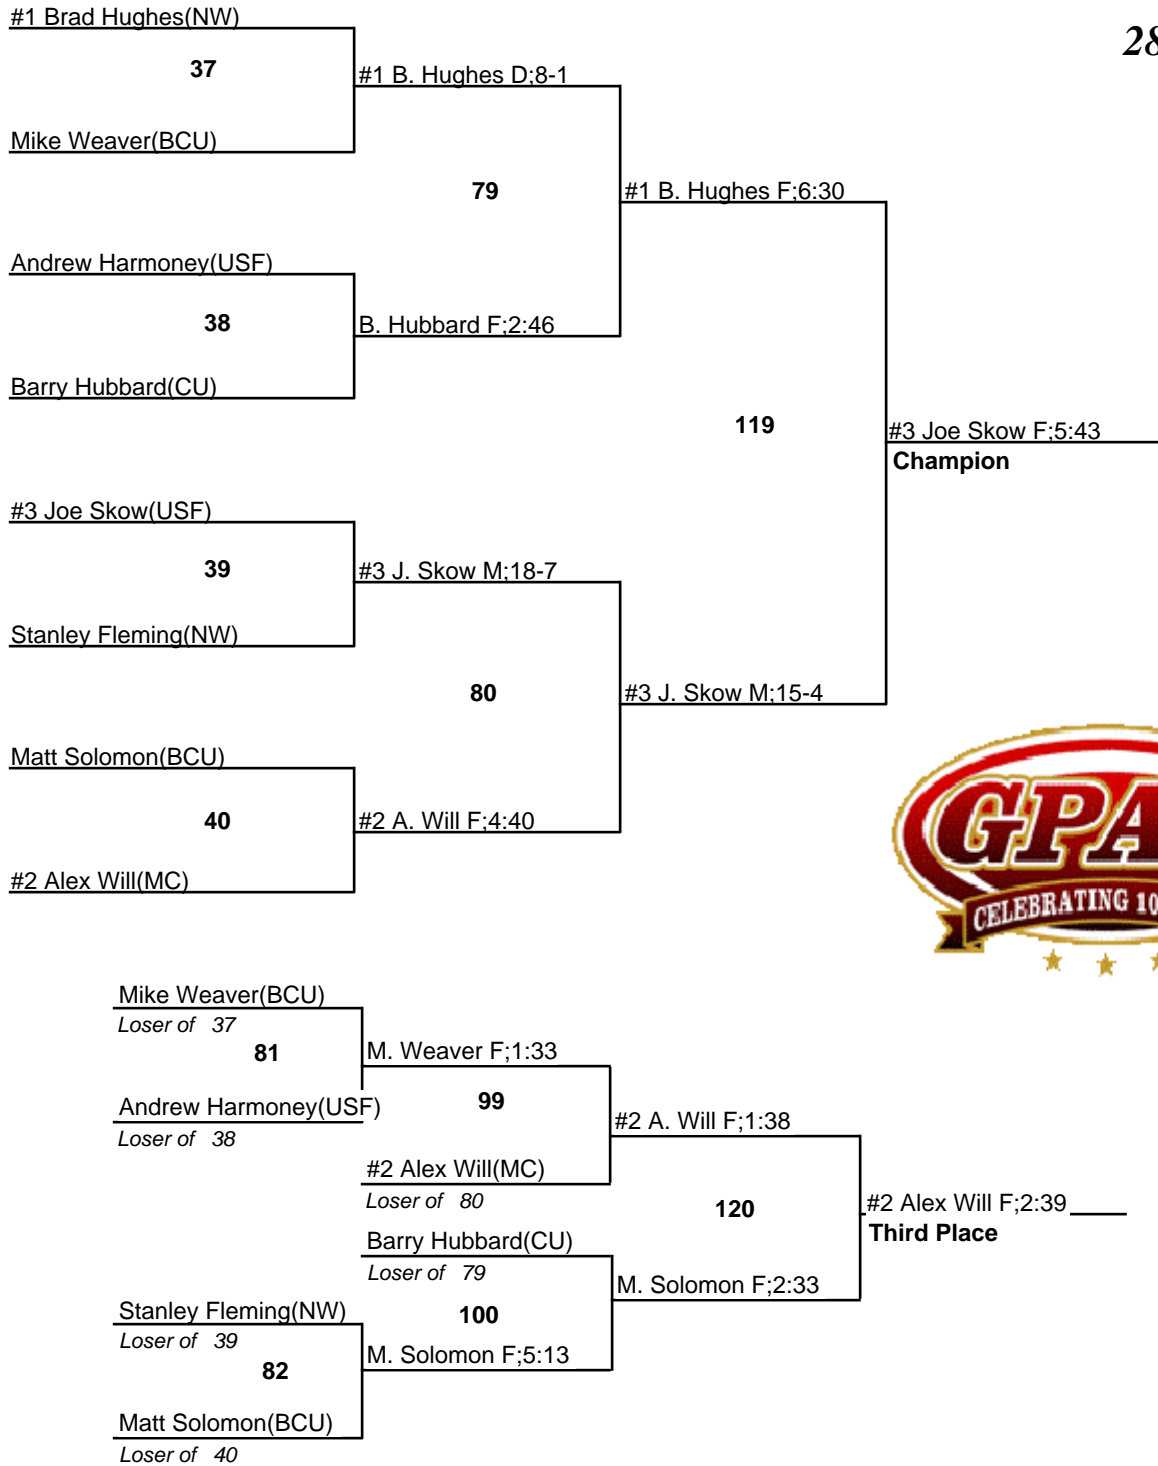 #1 Brad Hughes(NW)
28
37
#1 B. Hughes D;8-1
Mike Weaver(BCU)
79
#1 B. Hughes F;6:30
Andrew Harmoney(USF)
38
B. Hubbard F;2:46
Barry Hubbard(CU)
119
#3 Joe Skow F;5:43
Champion
#3 Joe Skow(USF)
39
#3 J. Skow M;18-7
Stanley Fleming(NW)
80
#3 J. Skow M;15-4
Matt Solomon(BCU)
40
#2 A. Will F;4:40
#2 Alex Will(MC)
GPA
CELEBRATING 10
Mike Weaver(BCU)
Loser of 37
81
M. Weaver F;1:33
Andrew Harmoney(USF)
99
Loser of 38
#2 A. Will F;1:38
#2 Alex Will(MC)
Loser of 80
120
#2 Alex Will F;2:39
Third Place
Barry Hubbard(CU)
Loser of 79
M. Solomon F;2:33
Stanley Fleming(NW)
100
Loser of 39
M. Solomon F;5:13
82
Matt Solomon(BCU)
Loser of 40